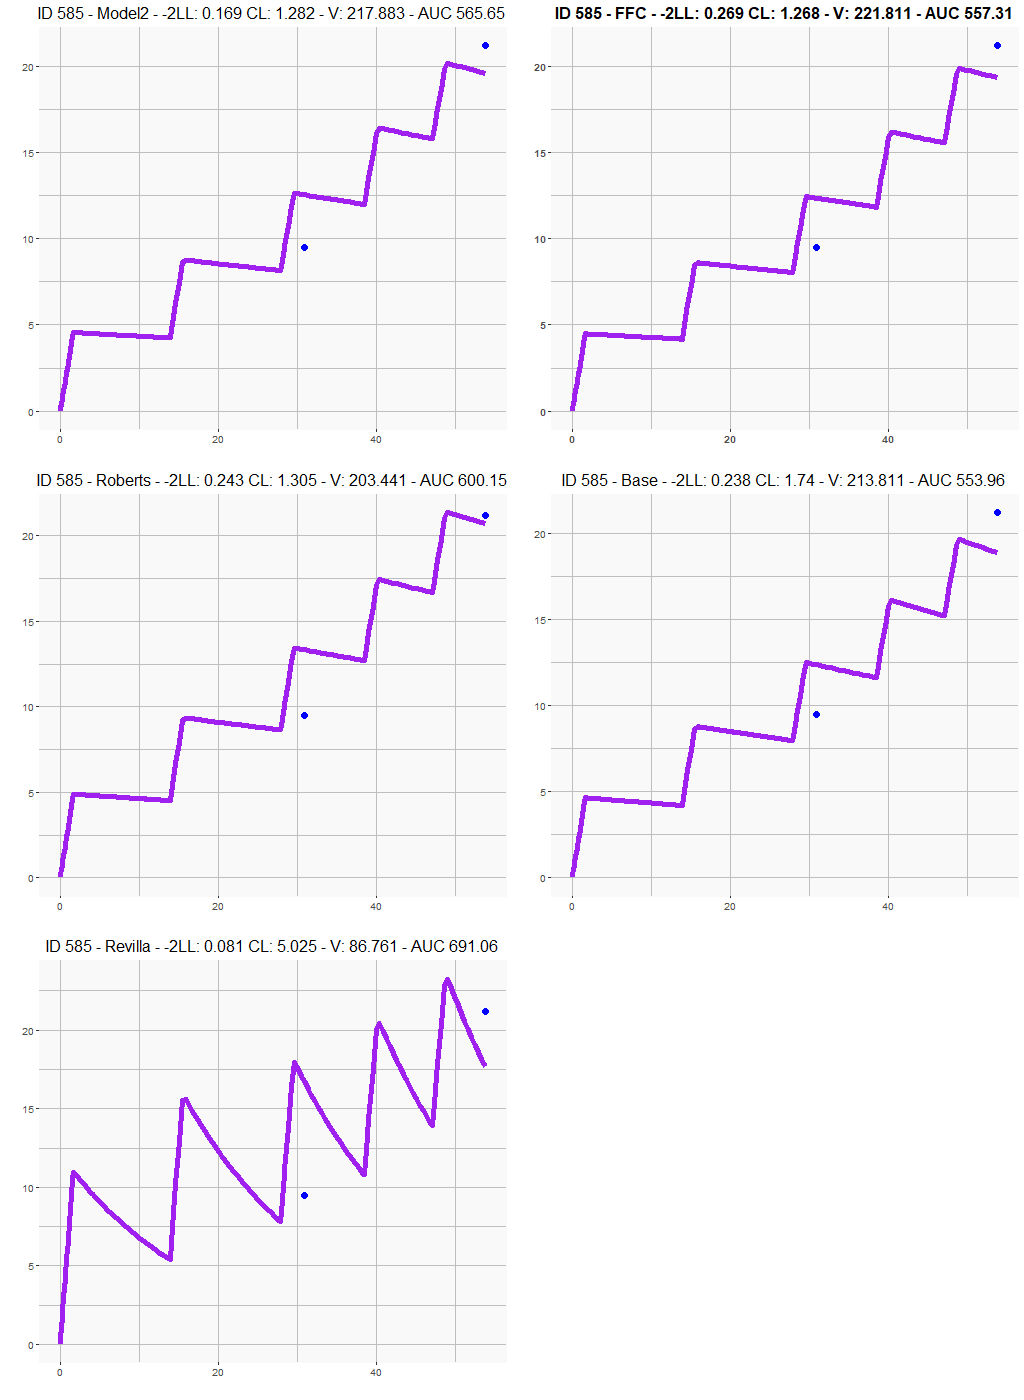 ID 585 - Model2 - -2LL: 0.169 CL: 1.282 - V: 217.883 - AUC 565.65
20
15
10
5
0
0 20 40
ID 585 - FFC - -2LL: 0.269 CL: 1.268 - V: 221.811 - AUC 557.31
20
15
10
5
0
0 20 40
ID 585 - Roberts - -2LL: 0.243 CL: 1.305 - V: 203.441 - AUC 600.15
20
15
10
5
0
0 20 40
ID 585 - Base - -2LL: 0.238 CL: 1.74 - V: 213.811 - AUC 553.96
20
15
10
5
0
0 20 40
ID 585 - Revilla - -2LL: 0.081 CL: 5.025 - V: 86.761 - AUC 691.06
20
15
10
5
0
0 20 40